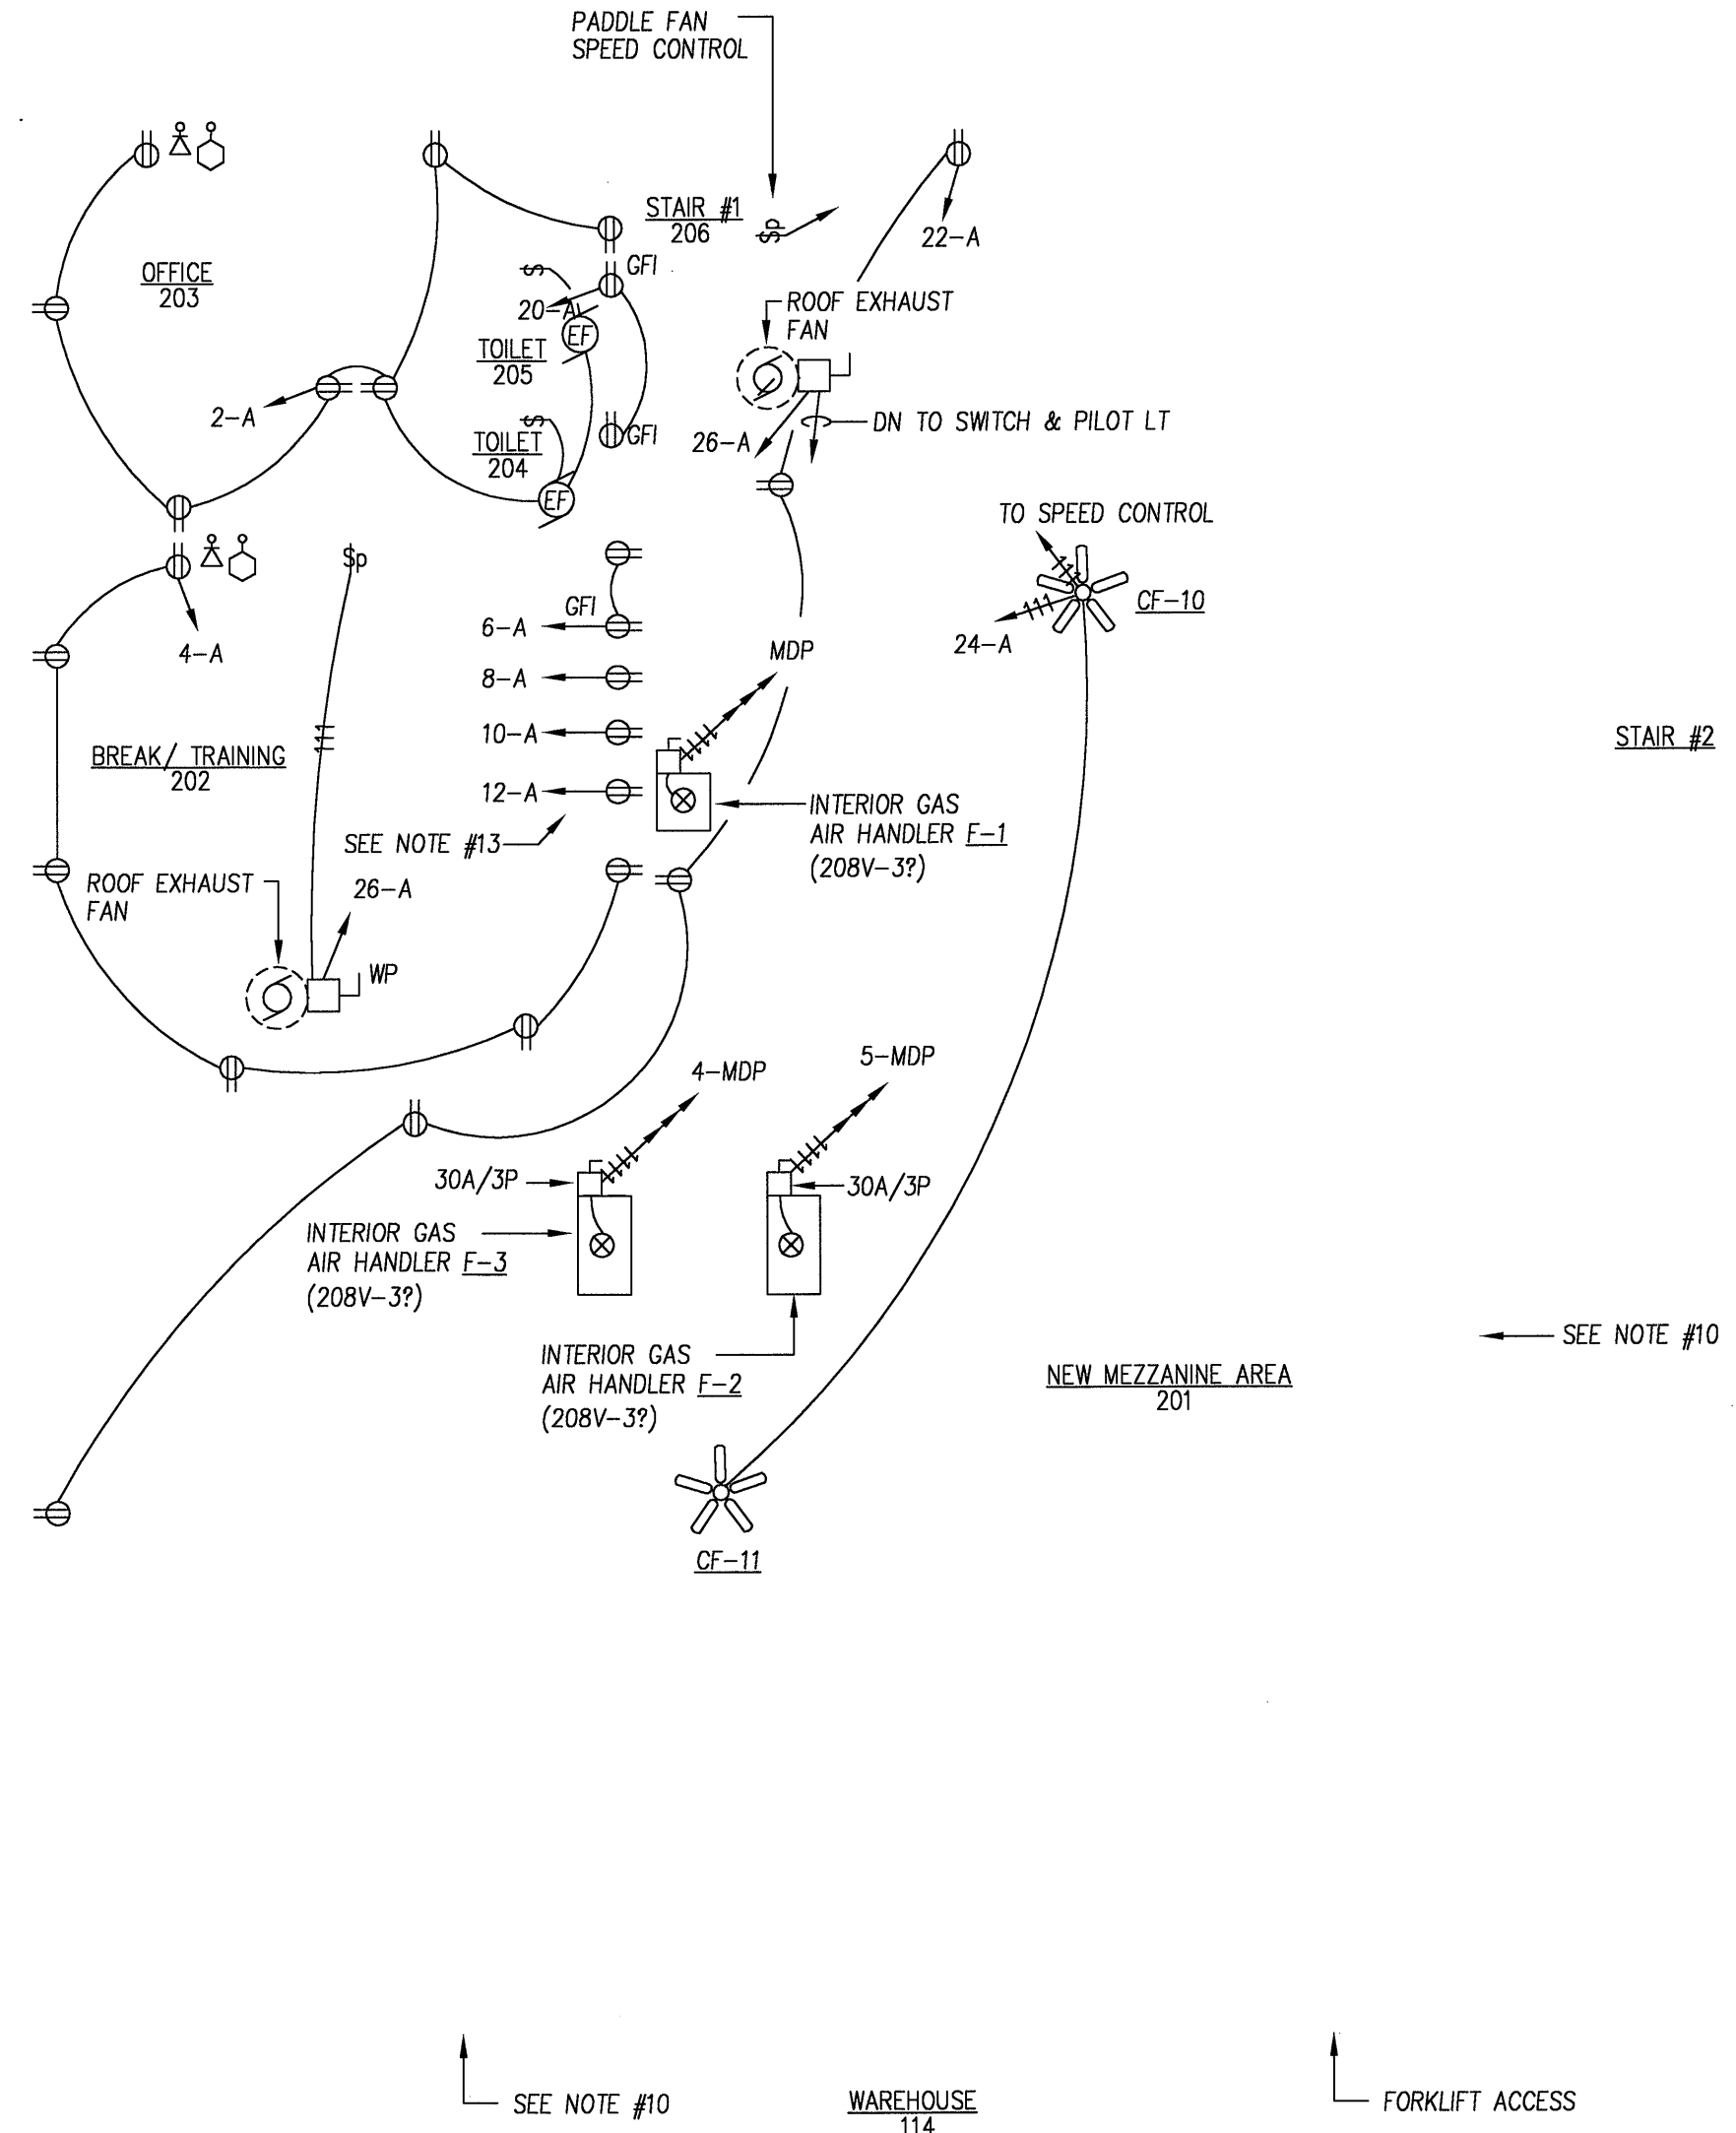 PADDLE FAN
SPEED CONTROL
STAIR #1
206
Sp
22-A
OFFICE
203
S
GFI
20-A
EF
TOILET
205
ROOF EXHAUST
FAN
2-A
S
GFI
TOILET
204
EF
26-A
DN TO SWITCH & PILOT LT
TO SPEED CONTROL
Sp
4-A
GFI
6-A
CF-10
24-A
MDP
8-A
10-A
STAIR #2
BREAK/ TRAINING
202
12-A
INTERIOR GAS
AIR HANDLER F-1
(208V-3?)
SEE NOTE #13
ROOF EXHAUST
FAN
26-A
WP
4-MDP
5-MDP
30A/3P
30A/3P
INTERIOR GAS
AIR HANDLER F-3
(208V-3?)
SEE NOTE #10
INTERIOR GAS
AIR HANDLER F-2
(208V-3?)
NEW MEZZANINE AREA
201
CF-11
SEE NOTE #10
WAREHOUSE
114
FORKLIFT ACCESS